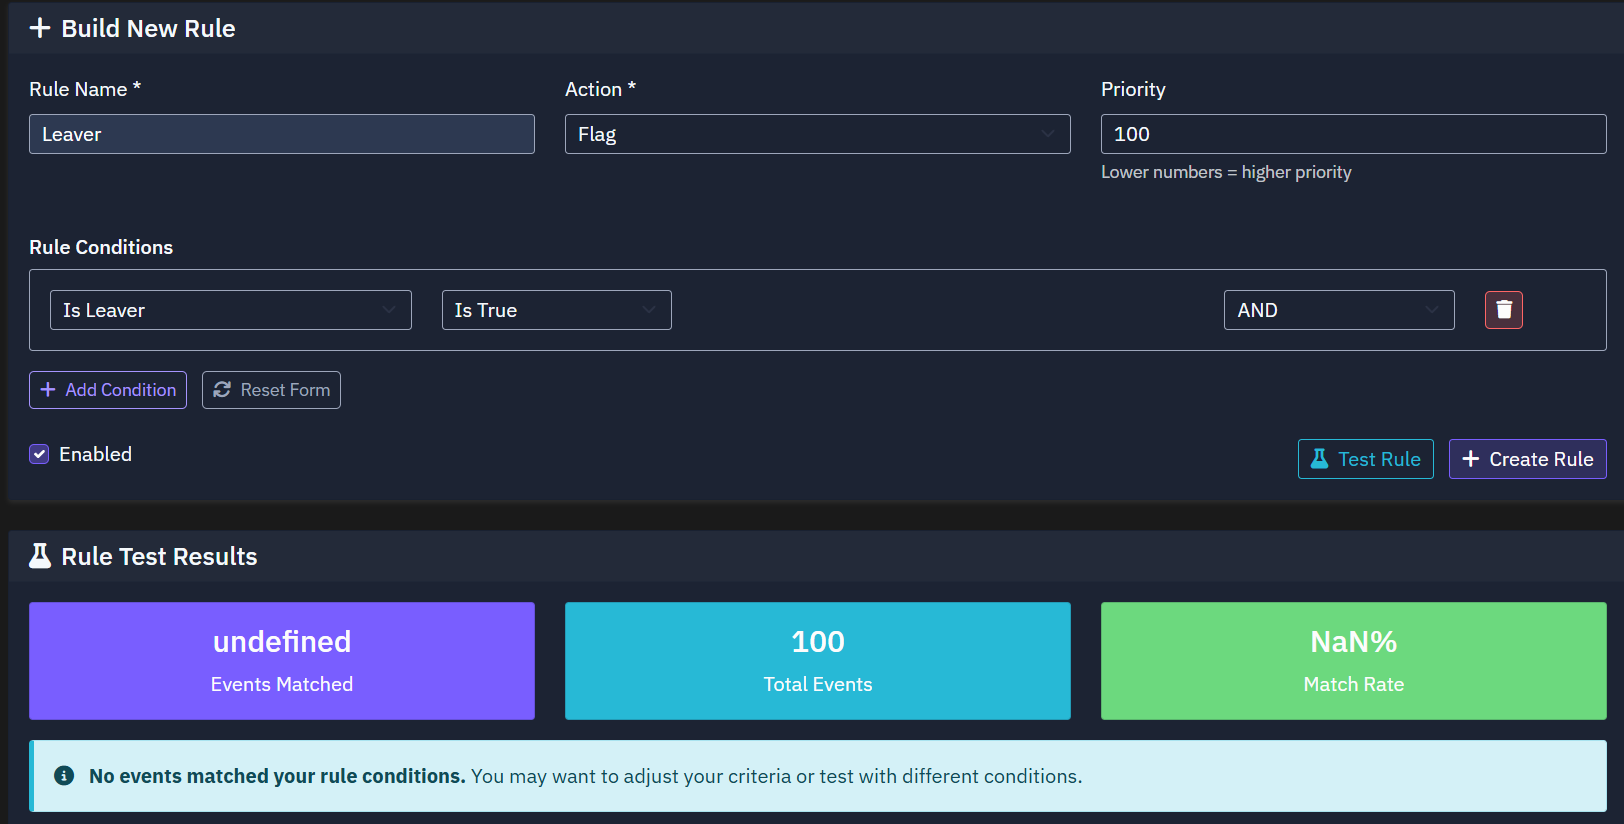 Build New Rule
Rule Name *
Action *
Priority
Leaver
Flag
100
Lower numbers = higher priority
Rule Conditions
Is Leaver
Is True
AND
Add Condition
Reset Form
Enabled
Test Rule
Create Rule
Rule Test Results
undefined
Events Matched
100
Total Events
NaN%
Match Rate
No events matched your rule conditions. You may want to adjust your criteria or test with different conditions.